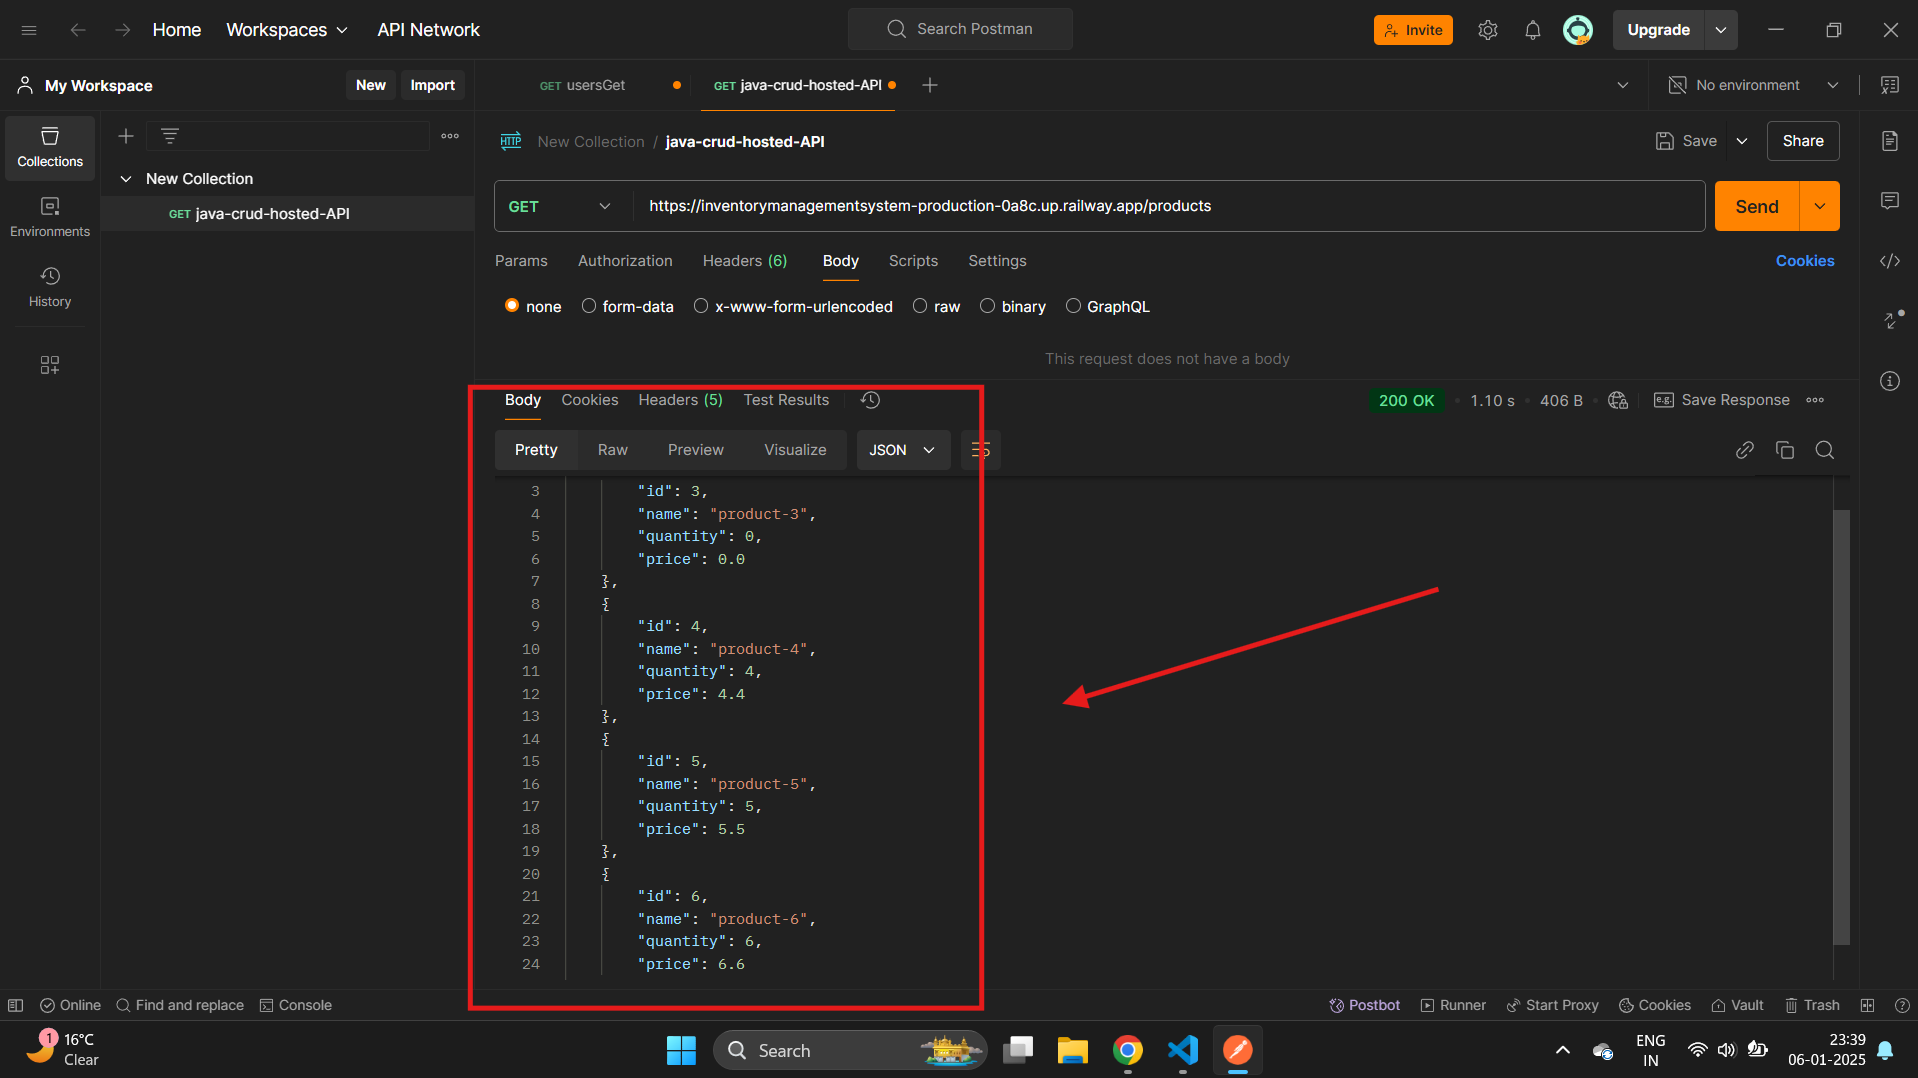 Home Workspaces API Network Search Postman Invite Upgrade
My Workspace New Import GET usersGet GET java-crud-hosted-API No environment
Collections
Environments
History
New Collection
GET java-crud-hosted-API
HTTP New Collection / java-crud-hosted-API Save Share
GET https://inventorymanagementsystem-production-0a8c.up.railway.app/products Send
Params Authorization Headers (6) Body Scripts Settings Cookies
none form-data x-www-form-urlencoded raw binary GraphQL
This request does not have a body
Body Cookies Headers (5) Test Results 200 OK 1.10 s 406 B e.g. Save Response
Pretty Raw Preview Visualize JSON
3 "id": 3,
4 "name": "product-3",
5 "quantity": 0,
6 "price": 0.0
7 },
8 {
9 "id": 4,
10 "name": "product-4",
11 "quantity": 4,
12 "price": 4.4
13 },
14 {
15 "id": 5,
16 "name": "product-5",
17 "quantity": 5,
18 "price": 5.5
19 },
20 {
21 "id": 6,
22 "name": "product-6",
23 "quantity": 6,
24 "price": 6.6
Online Find and replace Console Postbot Runner Start Proxy Cookies Vault Trash
1 16°C
Clear
Search
ENG
IN
23:39
06-01-2025